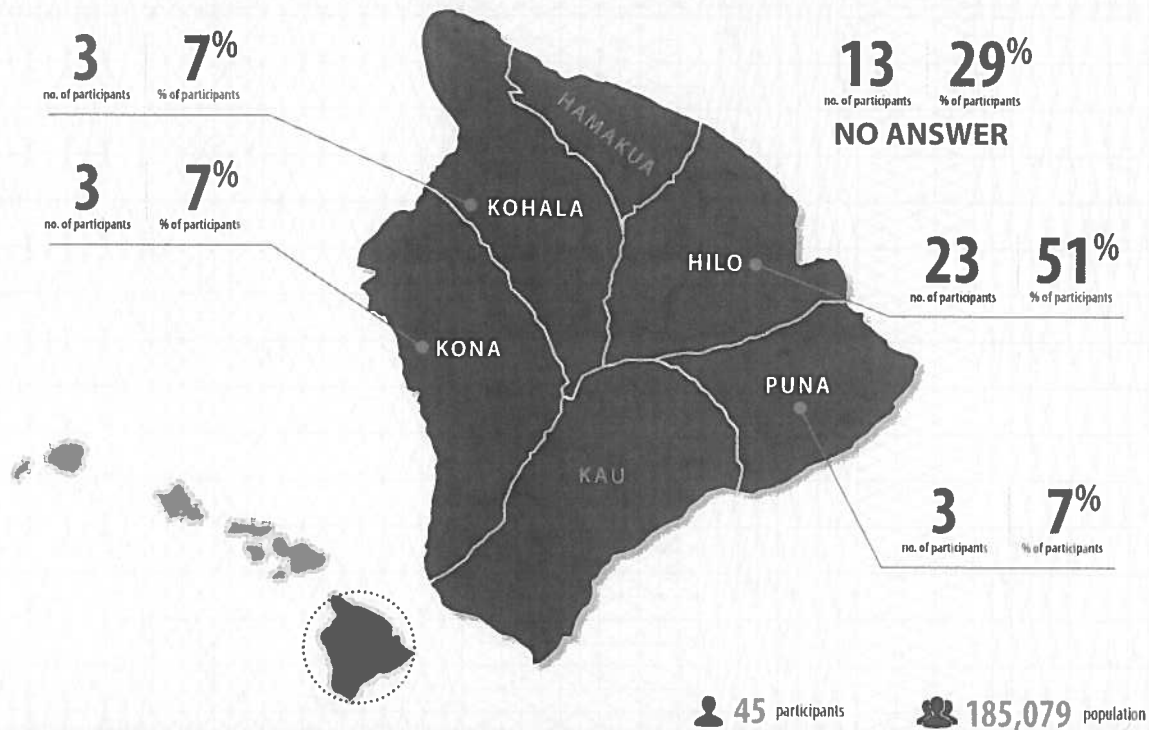 3 7%
no. of participants % of participants
3 7%
no. of participants % of participants
13 29%
no. of participants % of participants
NO ANSWER
HAMAKUA
KOHALA
HILO
23 51%
no. of participants % of participants
KONA
PUNA
KAU
3 7%
no. of participants % of participants
45 participants
185,079 population